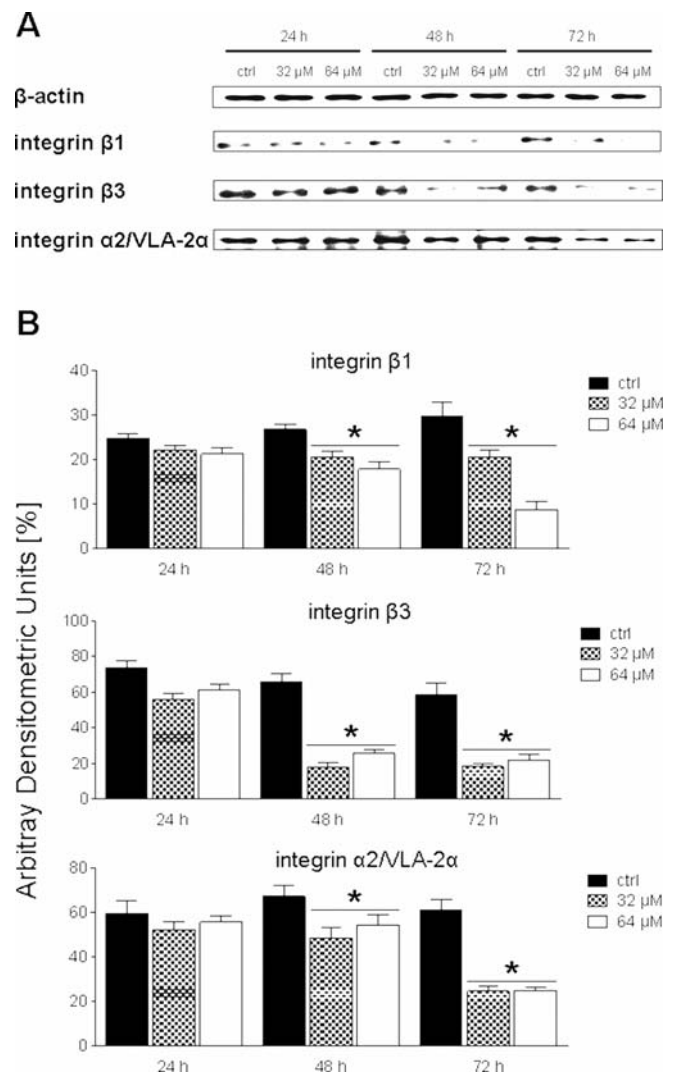 A
24 h 48 h 72 h
ctrl 32 µM 64 µM ctrl 32 µM 64 µM ctrl 32 µM 64 µM
β-actin
integrin β1
integrin β3
integrin α2/VLA-2α
B
Arbitray Densitometric Units [%]
integrin β1
40
30
20
10
0
* *
24 h 48 h 72 h
ctrl
32 µM
64 µM
integrin β3
100
80
60
40
20
0
* *
24 h 48 h 72 h
ctrl
32 µM
64 µM
integrin α2/VLA-2α
80
60
40
20
0
* *
24 h 48 h 72 h
ctrl
32 µM
64 µM